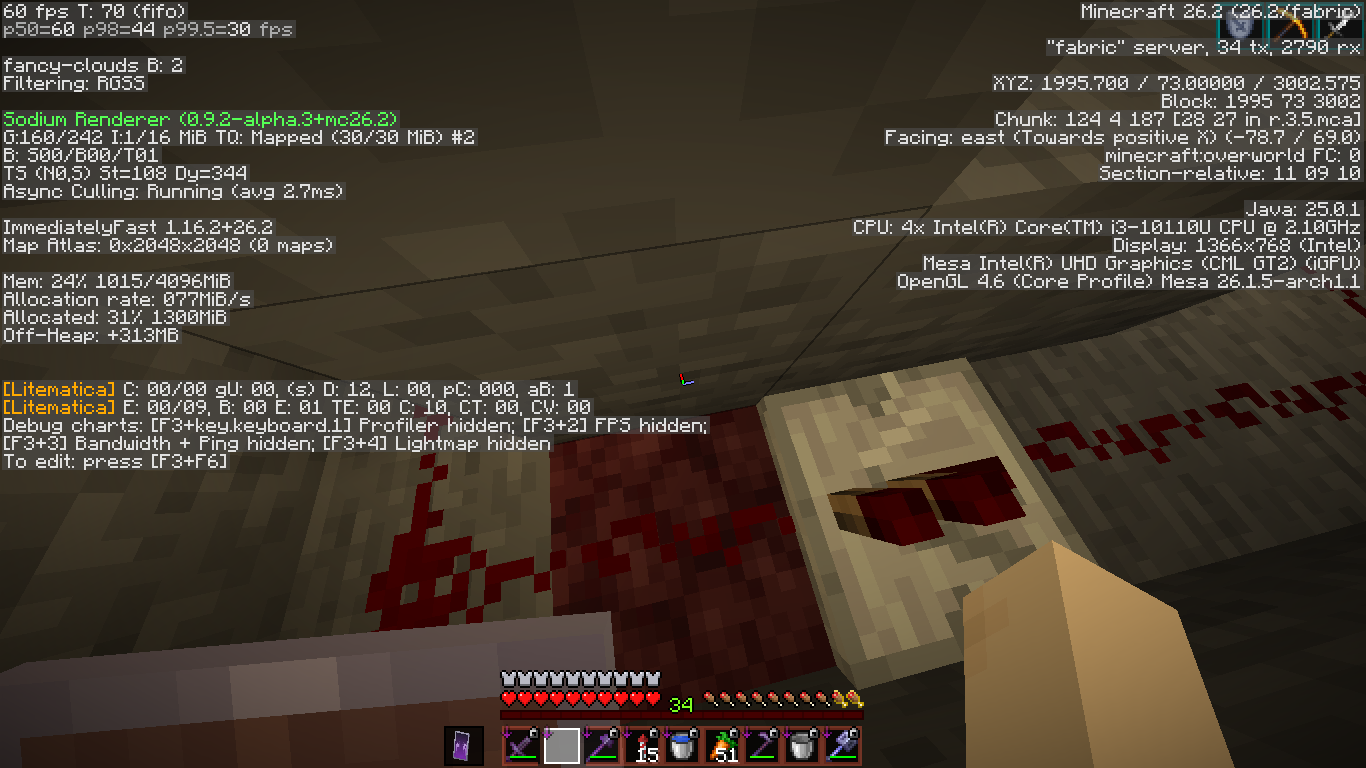 60 fps T: 70 (fifo)
p50=60 p98=44 p99.5=30 fps
fancy-clouds B: 2
Filtering: RGSS
Sodium Renderer (0.9.2-alpha.3+mc26.2)
G:160/242 I:1/16 MiB TQ: Mapped (30/30 MiB) #2
B: S00/B00/T01
TS (N0,S) St=108 Dy=344
Async Culling: Running (avg 2.7ms)
ImmediatelyFast 1.16.2+26.2
Map Atlas: 0x2048x2048 (0 maps)
Mem: 24% 1015/4096MiB
Allocation rate: 077MiB/s
Allocated: 31% 1300MiB
Off-Heap: +313MB
[Litematica] C: 00/00 gU: 00, (s) D: 12, L: 00, pC: 000, aB: 1
[Litematica] E: 00/09, B: 00 E: 01 TE: 00 C: 10, CT: 00, CV: 00
Debug charts: [F3+key.keyboard.1] Profiler hidden; [F3+2] FPS hidden;
[F3+3] Bandwidth + Ping hidden; [F3+4] Lightmap hidden
To edit: press [F3+F6]
Minecraft 26.2 (26.2/fabric)
"fabric" server, 34 tx, 2790 rx
XYZ: 1995.700 / 73.00000 / 3002.575
Block: 1995 73 3002
Chunk: 124 4 187 [28 27 in r.3.5.mca]
Facing: east (Towards positive X) (-78.7 / 69.0)
minecraft:overworld FC: 0
Section-relative: 11 09 10
Java: 25.0.1
CPU: 4x Intel(R) Core(TM) i3-10110U CPU @ 2.10GHz
Display: 1366x768 (Intel)
Mesa Intel(R) UHD Graphics (CML GT2) (iGPU)
OpenGL 4.6 (Core Profile) Mesa 26.1.5-arch1.1
34
15
51